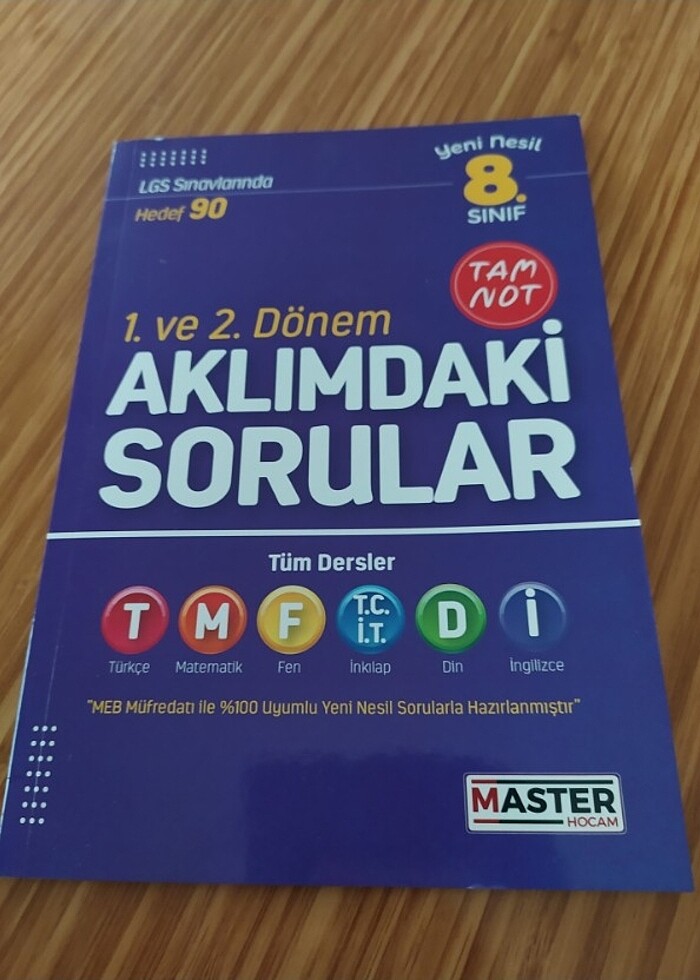 LGS Sınavlarında
Hedef 90
Yeni Nesil
8.
SINIF
TAM
NOT
1. ve 2. Dönem
AKLIMDAKİ
SORULAR
Tüm Dersler
T
Türkçe
M
Matematik
F
Fen
T.C.
İ.T.
İnkılap
D
Din
İ
İngilizce
"MEB Müfredatı ile %100 Uyumlu Yeni Nesil Sorularla Hazırlanmıştır"
MASTER
HOCAM